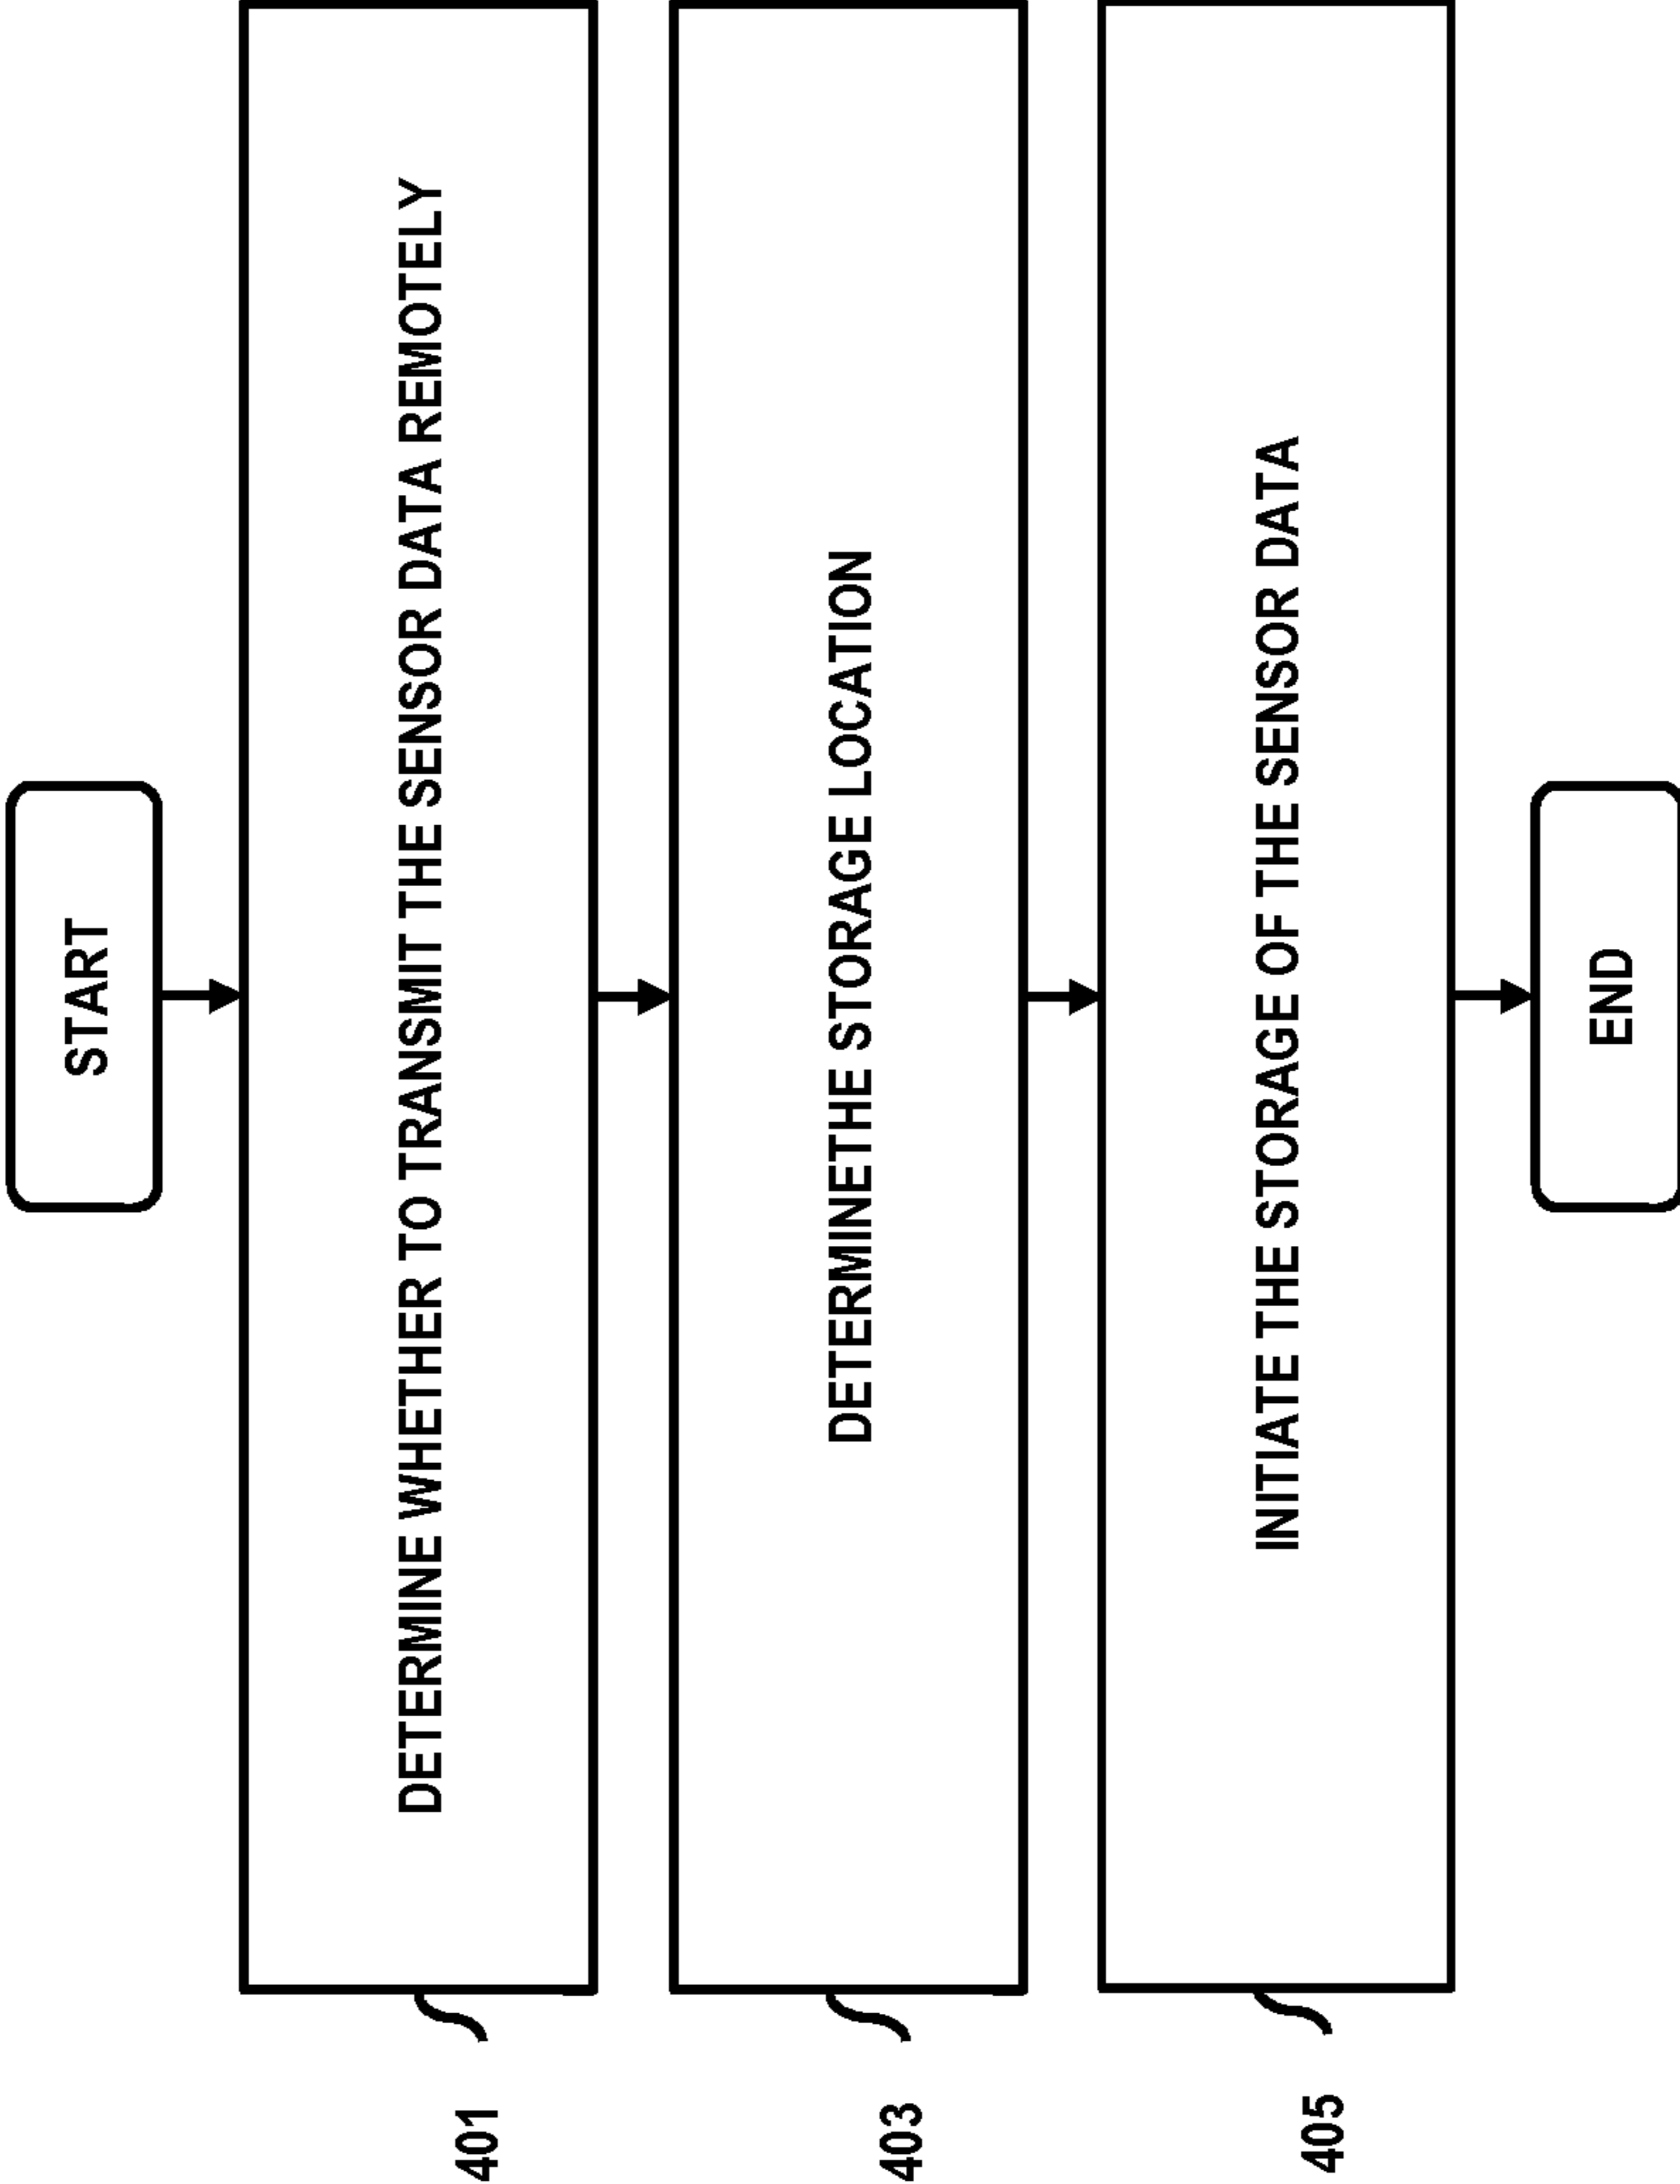 START
DETERMINE WHETHER TO TRANSMIT THE SENSOR DATA REMOTELY
401
DETERMINETHE STORAGE LOCATION
403
INITIATE THE STORAGE OF THE SENSOR DATA
405
END